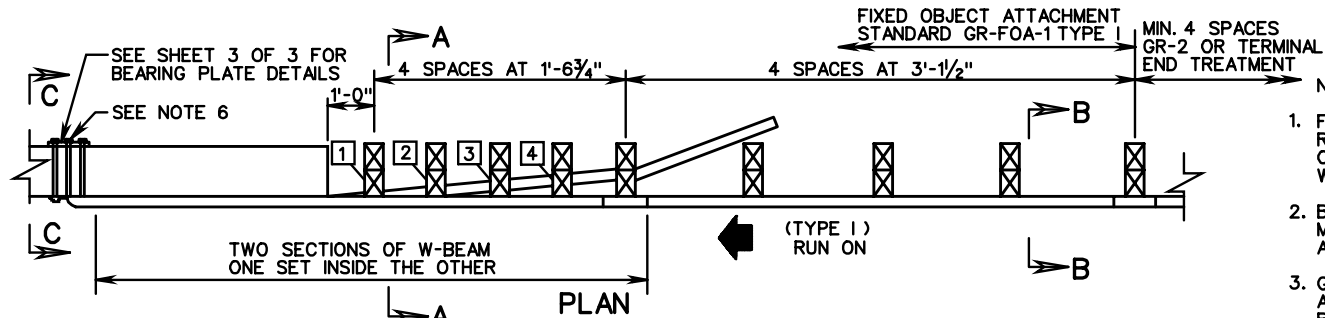 FIXED OBJECT ATTACHMENT
STANDARD GR-FOA-1 TYPE I
MIN. 4 SPACES
GR-2 OR TERMINAL
END TREATMENT
A
SEE SHEET 3 OF 3 FOR
BEARING PLATE DETAILS
4 SPACES AT 1'-6¾"
4 SPACES AT 3'-1½"
C
1'-0"
SEE NOTE 6
B
N
1. F
R
C
W
1
2
3
4
2. B
M
A
C
TWO SECTIONS OF W-BEAM
ONE SET INSIDE THE OTHER
(TYPE I)
RUN ON
B
3. G
A
PLAN
A